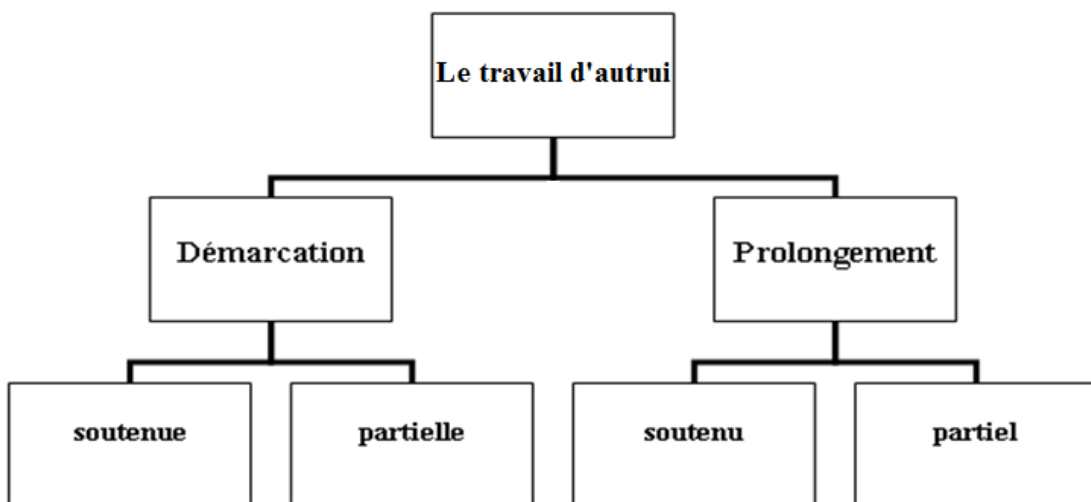 Le travail d'autrui
Démarcation
Prolongement
soutenue
partielle
soutenu
partiel